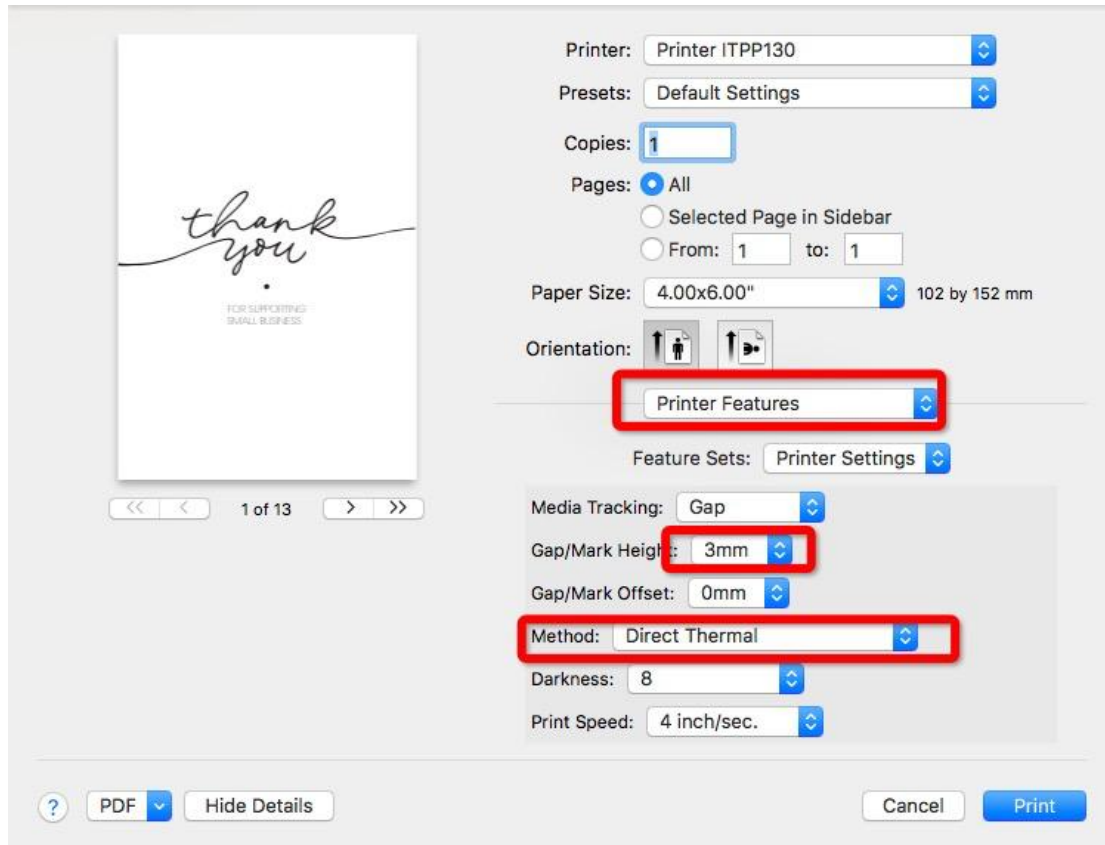 Printer: Printer ITPP130
Presets: Default Settings
Copies: 1
Pages: All
Selected Page in Sidebar
From: 1 to: 1
Paper Size: 4.00x6.00" 102 by 152 mm
Orientation:
Printer Features
Feature Sets: Printer Settings
Media Tracking: Gap
Gap/Mark Height: 3mm
Gap/Mark Offset: 0mm
Method: Direct Thermal
Darkness: 8
Print Speed: 4 inch/sec.
thank
you
FOR SUPPORTING
SMALL BUSINESS
<< < 1 of 13 > >>
? PDF Hide Details Cancel Print